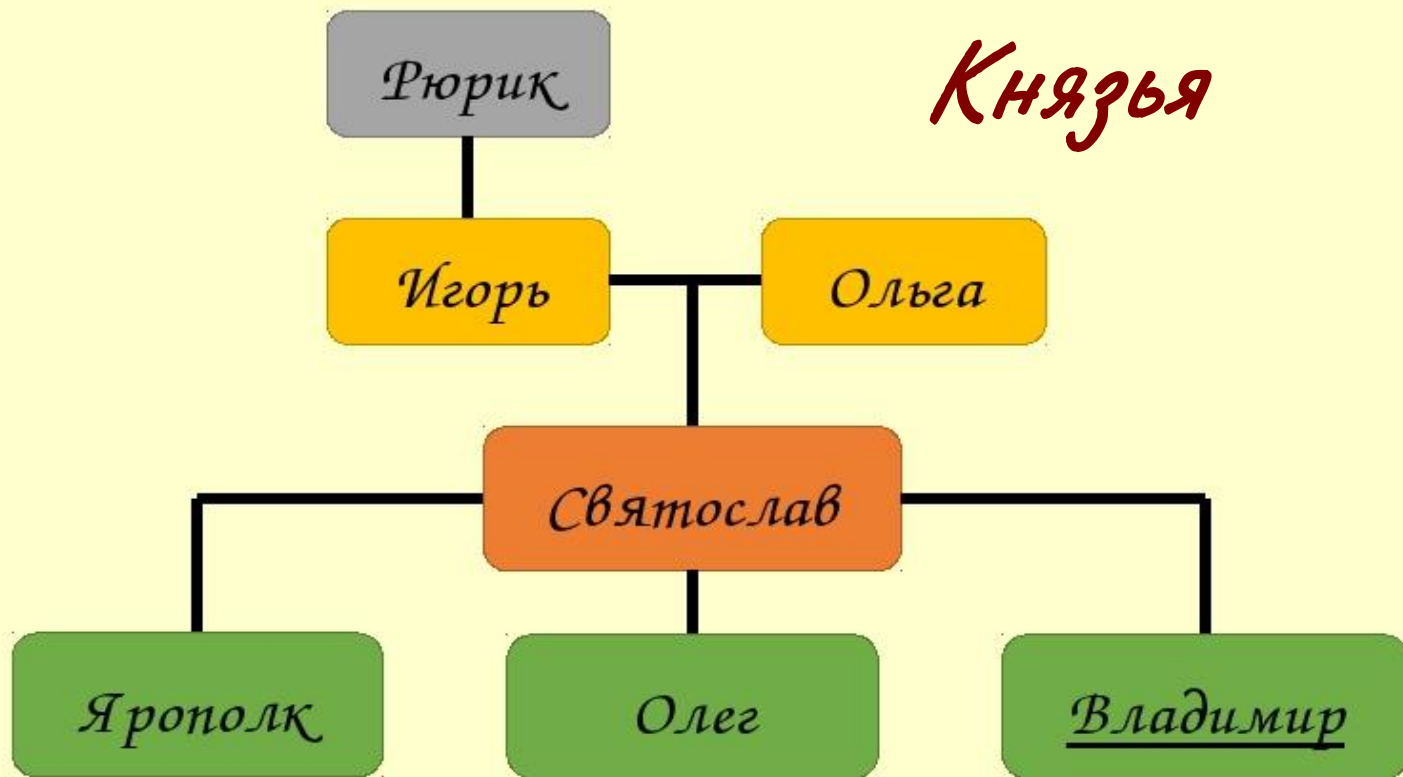 Князья
Рюрик
Игорь
Ольга
Святослав
Ярополк
Олег
Владимир